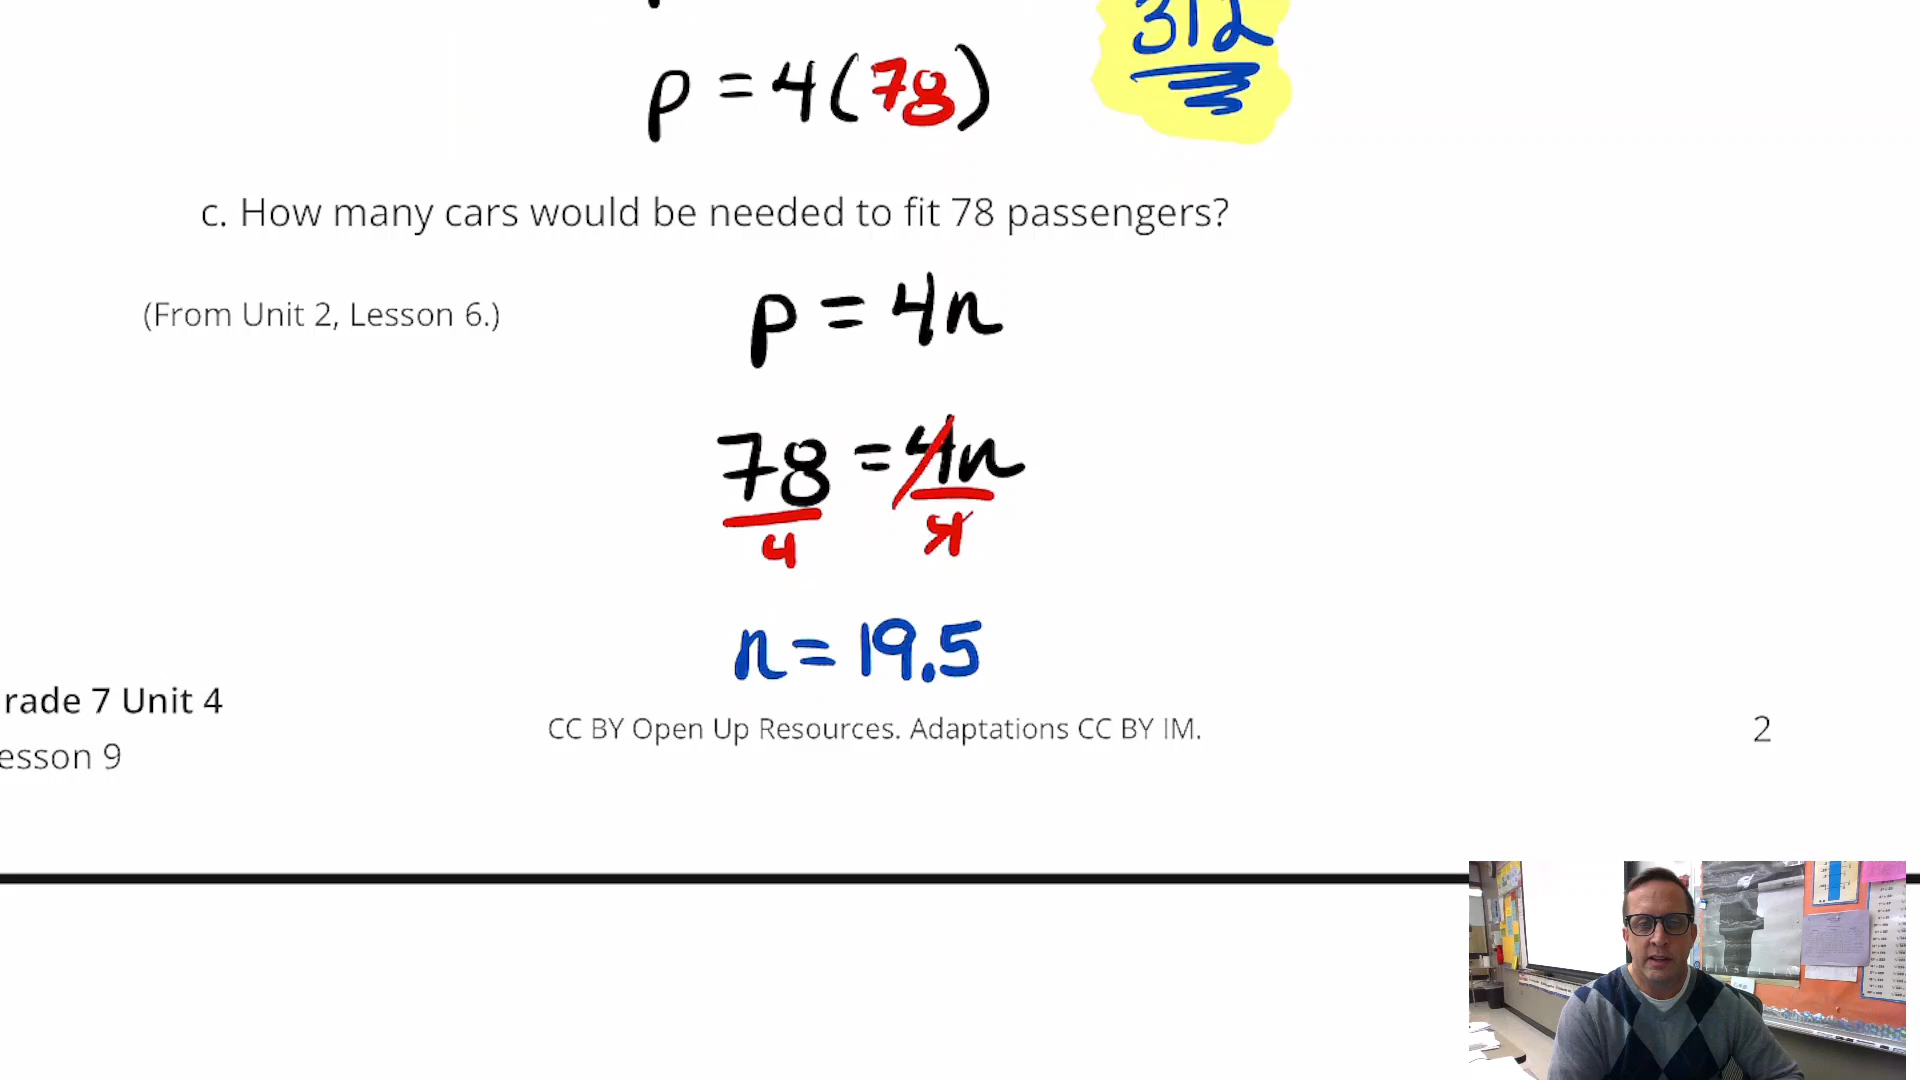 312
p = 4(78)
c. How many cars would be needed to fit 78 passengers?
(From Unit 2, Lesson 6.)
p = 4n
78 = 4n
4 4
n = 19.5
rade 7 Unit 4
esson 9
CC BY Open Up Resources. Adaptations CC BY IM.
2